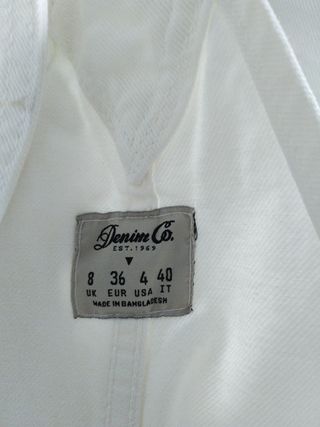 Denim Co.
EST. 1969
8 36 4 40
UK EUR USA IT
MADE IN BANGLADESH